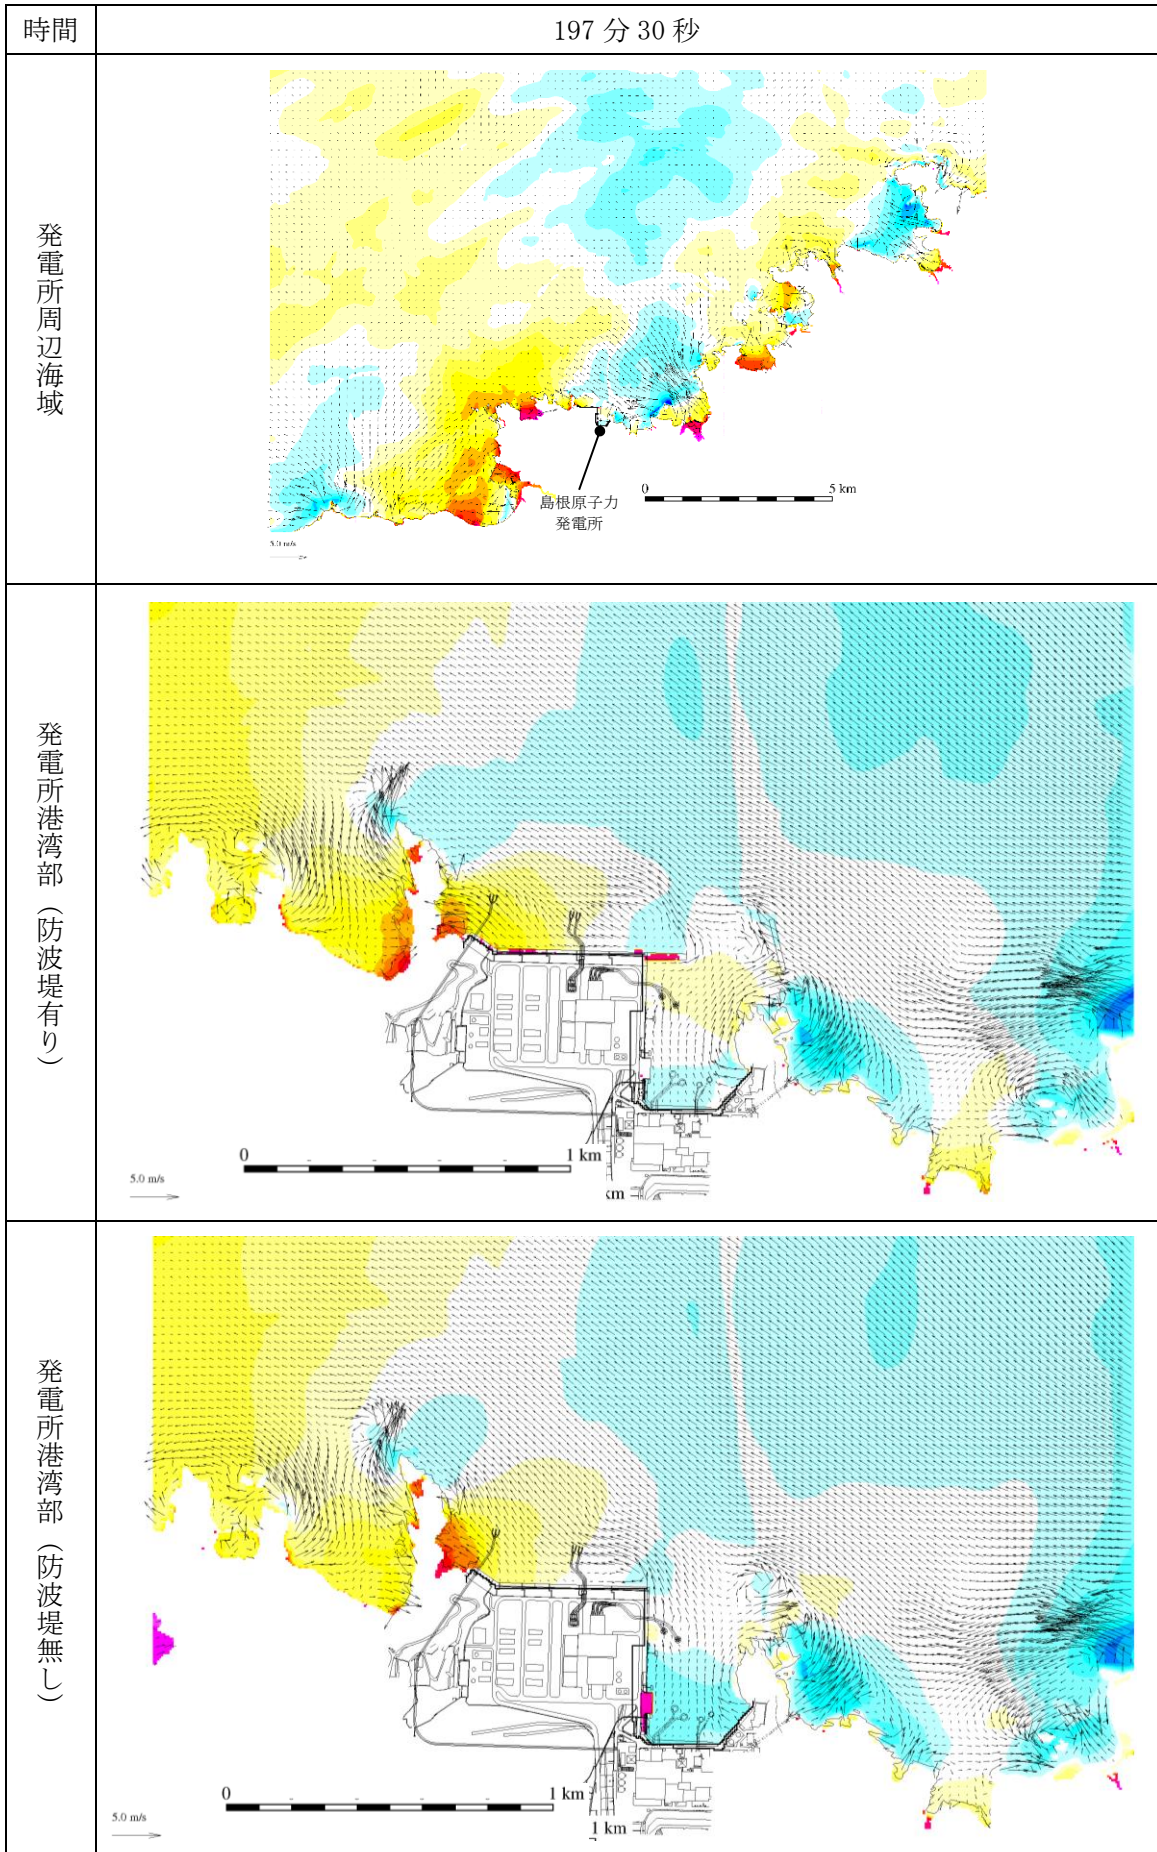 時間
197 分 30 秒
発電所周辺海域
島根原子力
発電所
0
5 km
5.0 m/s
発電所港湾部（防波堤有り）
0
1 km
5.0 m/s
km
発電所港湾部（防波堤無し）
0
1 km
5.0 m/s
1 km